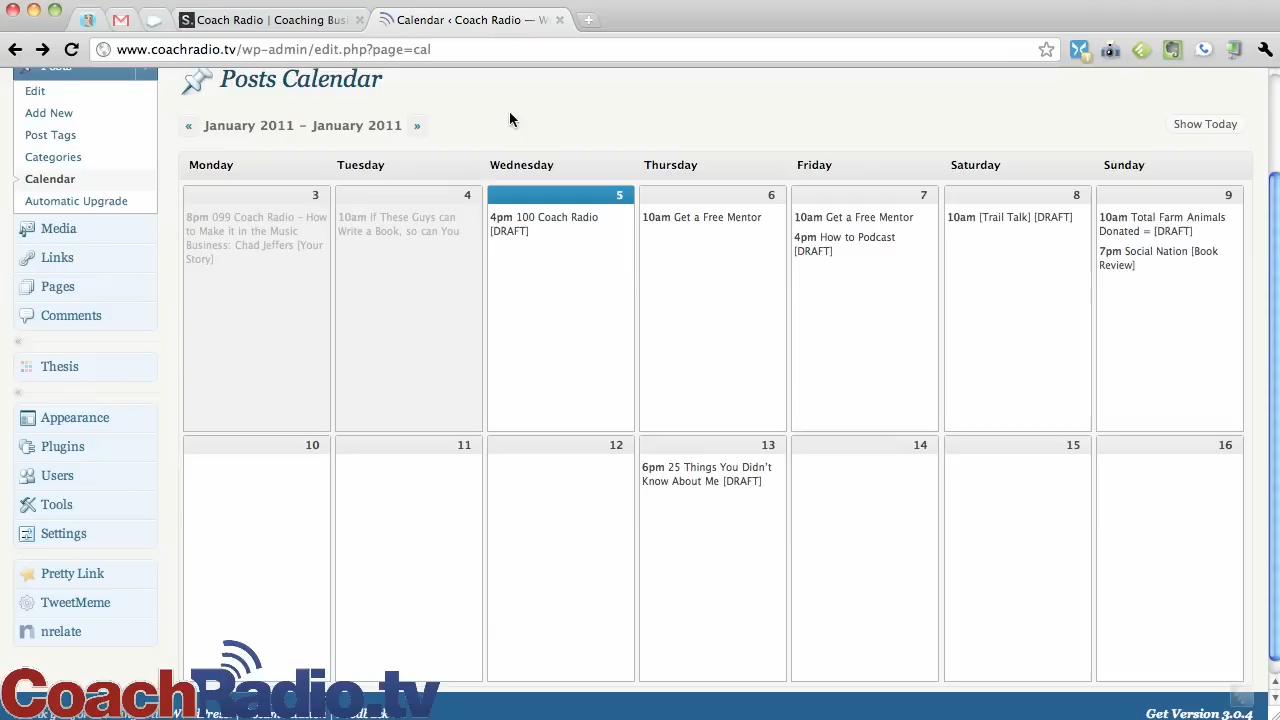 Coach Radio | Coaching Busi
Calendar ‹ Coach Radio — W
www.coachradio.tv/wp-admin/edit.php?page=cal
Posts
Edit
Add New
Post Tags
Categories
Calendar
Automatic Upgrade
Media
Links
Pages
Comments
Thesis
Appearance
Plugins
Users
Tools
Settings
Pretty Link
TweetMeme
nrelate
Posts Calendar
« January 2011 – January 2011 »
Show Today
Monday Tuesday Wednesday Thursday Friday Saturday Sunday
3
8pm 099 Coach Radio - How
to Make it in the Music
Business: Chad Jeffers [Your
Story]
4
10am If These Guys can
Write a Book, so can You
5
4pm 100 Coach Radio
[DRAFT]
6
10am Get a Free Mentor
7
10am Get a Free Mentor
4pm How to Podcast
[DRAFT]
8
10am [Trail Talk] [DRAFT]
9
10am Total Farm Animals
Donated = [DRAFT]
7pm Social Nation [Book
Review]
10
11
12
13
6pm 25 Things You Didn't
Know About Me [DRAFT]
14
15
16
CoachRadio.tv
Get Version 3.0.4